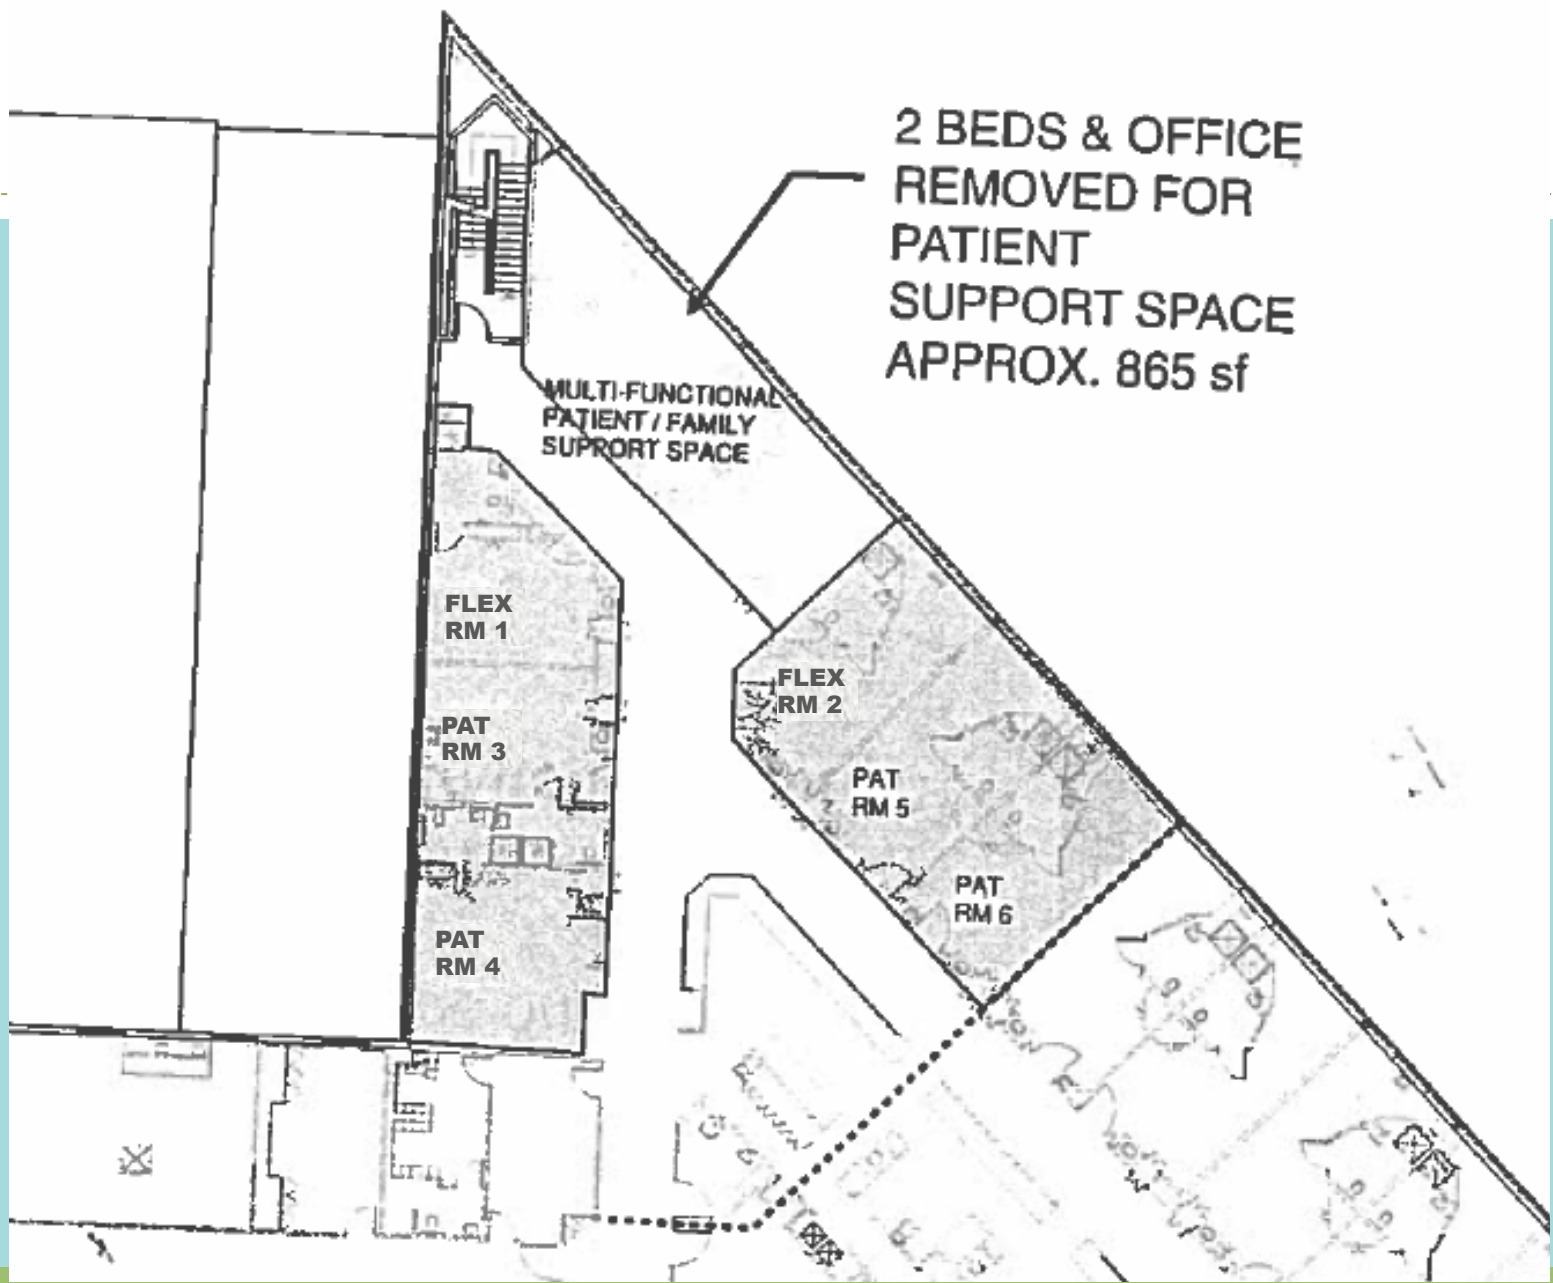 2 BEDS & OFFICE
REMOVED FOR
PATIENT
SUPPORT SPACE
APPROX. 865 sf
MULTI-FUNCTIONAL
PATIENT / FAMILY
SUPPORT SPACE
FLEX
RM 1
FLEX
RM 2
PAT
RM 3
PAT
RM 5
PAT
RM 6
PAT
RM 4